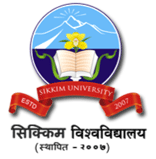 SIKKIM UNIVERSITY
ESTD 2007
सिक्किम विश्वविद्यालय
(स्थापित - २००७)